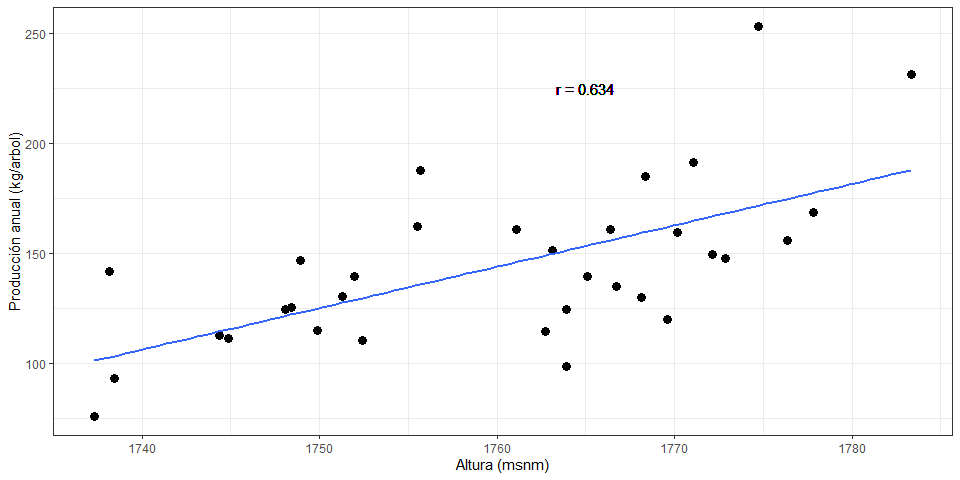 250
200
150
100
r = 0.634
Producción anual (kg/arbol)
1740 1750 1760 1770 1780
Altura (msnm)